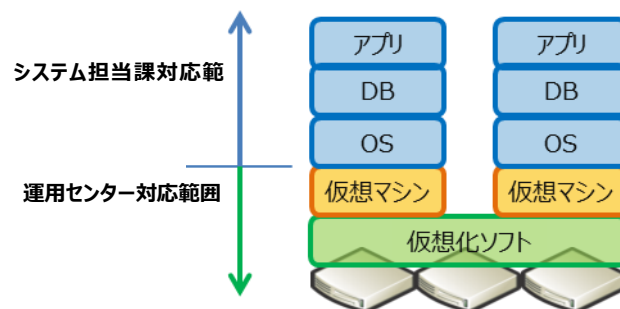 アプリ アプリ
システム担当課対応範
DB DB
OS OS
運用センター対応範囲
仮想マシン 仮想マシン
仮想化ソフト